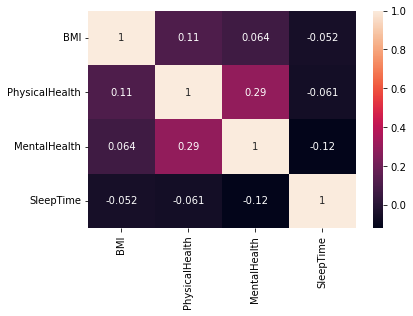 BMI 1 0.11 0.064 -0.052
PhysicalHealth 0.11 1 0.29 -0.061
MentalHealth 0.064 0.29 1 -0.12
SleepTime -0.052 -0.061 -0.12 1
BMI
PhysicalHealth
MentalHealth
SleepTime
1.0
0.8
0.6
0.4
0.2
0.0